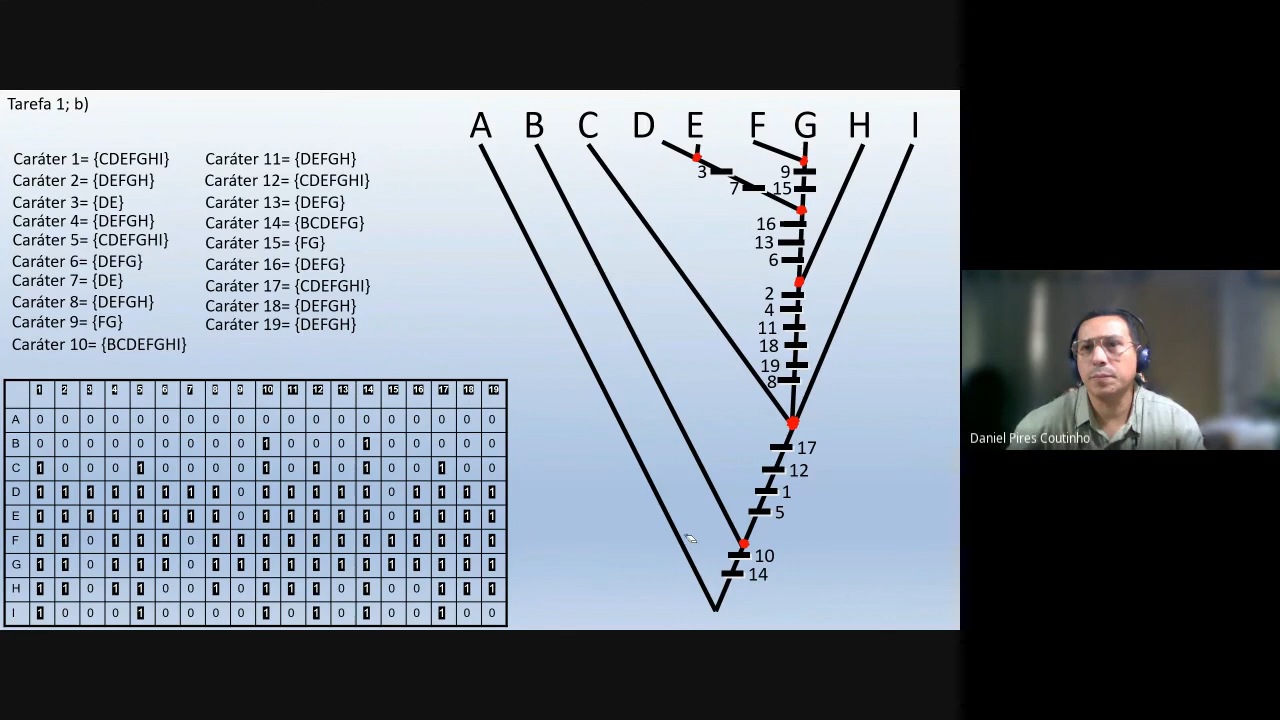 Tarefa 1; b)
Caráter 1= {CDEFGHI}
Caráter 2= {DEFGH}
Caráter 3= {DE}
Caráter 4= {DEFGH}
Caráter 5= {CDEFGHI}
Caráter 6= {DEFG}
Caráter 7= {DE}
Caráter 8= {DEFGH}
Caráter 9= {FG}
Caráter 10= {BCDEFGHI}
Caráter 11= {DEFGH}
Caráter 12= {CDEFGHI}
Caráter 13= {DEFG}
Caráter 14= {BCDEFG}
Caráter 15= {FG}
Caráter 16= {DEFG}
Caráter 17= {CDEFGHI}
Caráter 18= {DEFGH}
Caráter 19= {DEFGH}
1 2 3 4 5 6 7 8 9 10 11 12 13 14 15 16 17 18 19
A 0 0 0 0 0 0 0 0 0 0 0 0 0 0 0 0 0 0 0
B 0 0 0 0 0 0 0 0 0 1 0 0 0 1 0 0 0 0 0
C 1 0 0 0 1 0 0 0 0 1 0 1 0 1 0 0 1 0 0
D 1 1 1 1 1 1 1 1 0 1 1 1 1 1 0 1 1 1 1
E 1 1 1 1 1 1 1 1 0 1 1 1 1 1 0 1 1 1 1
F 1 1 0 1 1 1 0 1 1 1 1 1 1 1 1 1 1 1 1
G 1 1 0 1 1 1 0 1 1 1 1 1 1 1 1 1 1 1 1
H 1 1 0 1 1 0 0 1 0 1 1 1 0 1 0 0 1 1 1
I 1 0 0 0 1 0 0 0 0 1 0 1 0 1 0 0 1 0 0
A B C D E F G H I
3 9
7 15
16
13
6
2
4
11
18
19
8
17
12
1
5
10
14
Daniel Pires Coutinho